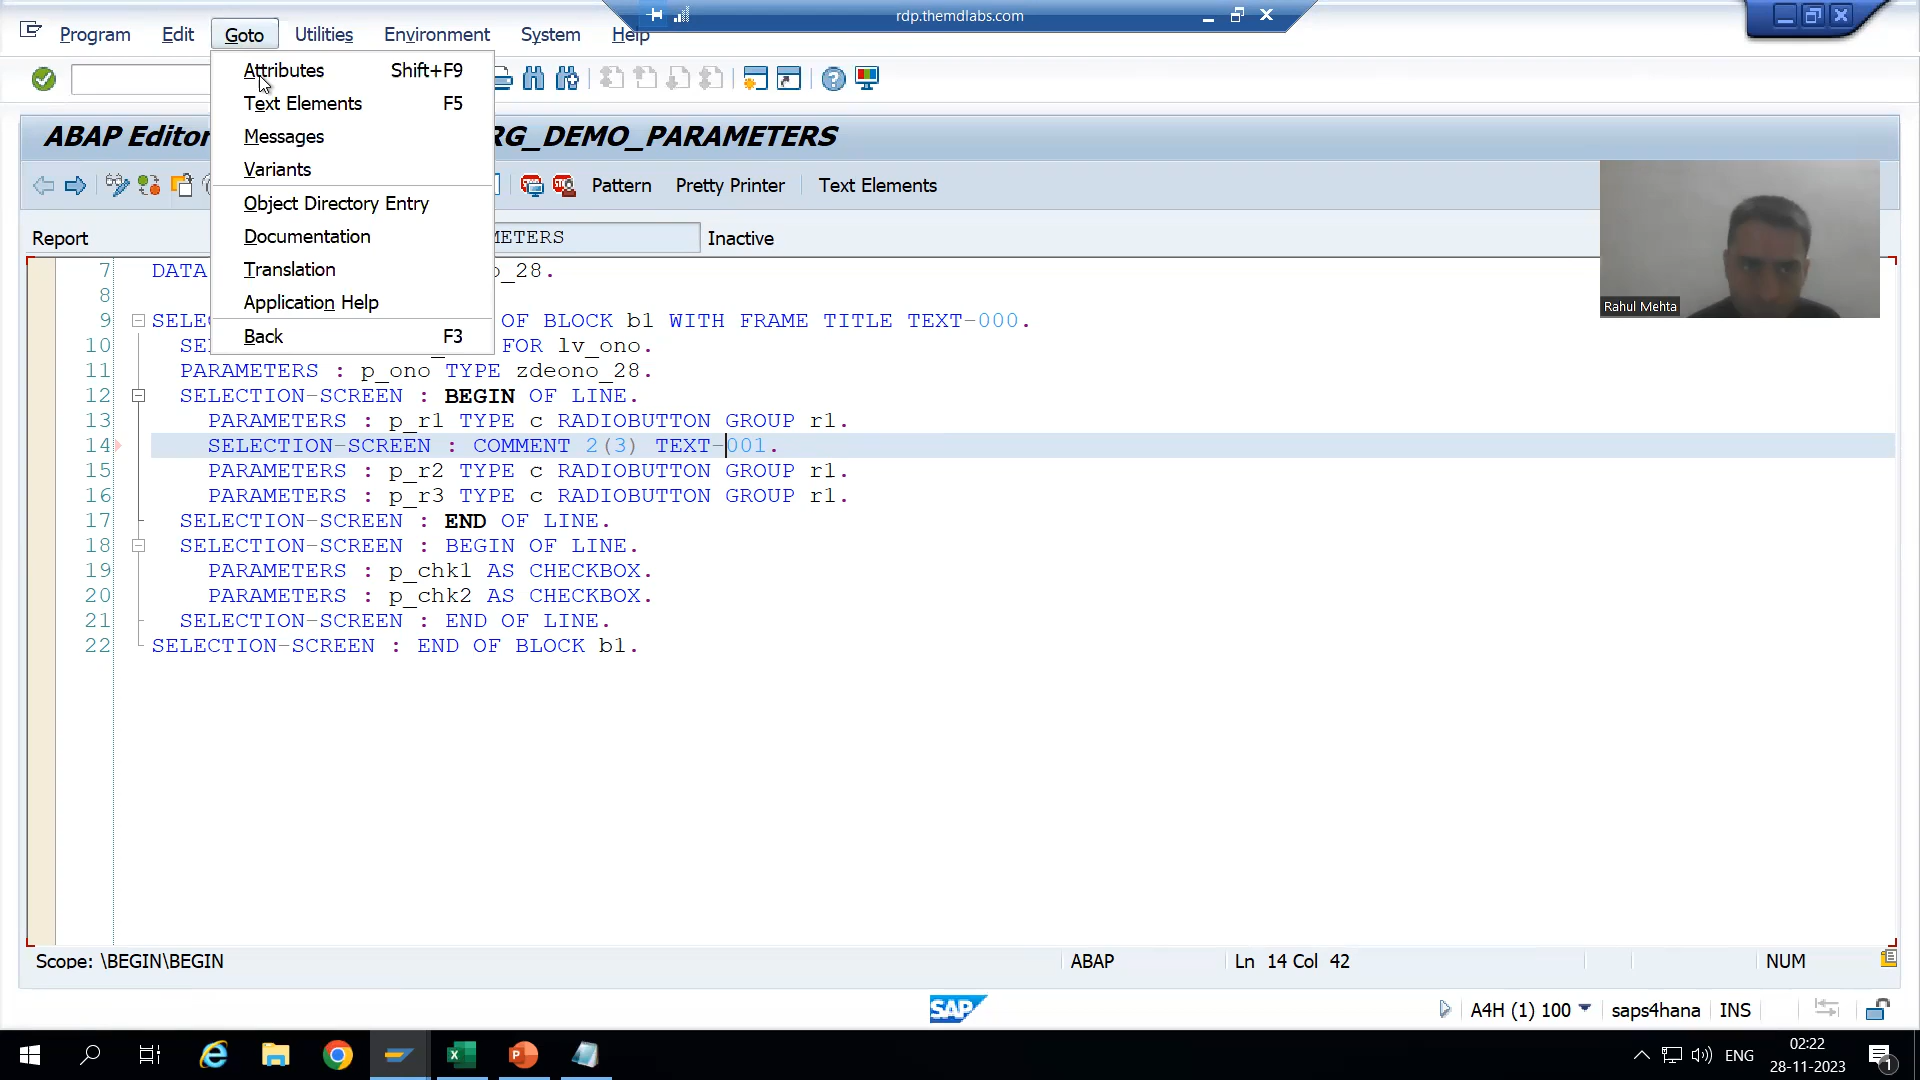 rdp.themdlabs.com
Program Edit Goto Utilities Environment System Help
Attributes Shift+F9
Text Elements F5
Messages
Variants
Object Directory Entry
Documentation
Translation
Application Help
Back F3
ABAP Editor
RG_DEMO_PARAMETERS
Pattern Pretty Printer Text Elements
Report
METERS Inactive
Rahul Mehta
7 DATA o_28.
8
9 SELE OF BLOCK b1 WITH FRAME TITLE TEXT-000.
10 SE FOR lv_ono.
11 PARAMETERS : p_ono TYPE zdeono_28.
12 SELECTION-SCREEN : BEGIN OF LINE.
13 PARAMETERS : p_r1 TYPE c RADIOBUTTON GROUP r1.
14 SELECTION-SCREEN : COMMENT 2(3) TEXT-001.
15 PARAMETERS : p_r2 TYPE c RADIOBUTTON GROUP r1.
16 PARAMETERS : p_r3 TYPE c RADIOBUTTON GROUP r1.
17 SELECTION-SCREEN : END OF LINE.
18 SELECTION-SCREEN : BEGIN OF LINE.
19 PARAMETERS : p_chk1 AS CHECKBOX.
20 PARAMETERS : p_chk2 AS CHECKBOX.
21 SELECTION-SCREEN : END OF LINE.
22 SELECTION-SCREEN : END OF BLOCK b1.
Scope: \BEGIN\BEGIN ABAP Ln 14 Col 42 NUM
SAP A4H (1) 100 saps4hana INS
ENG 02:22
28-11-2023
1